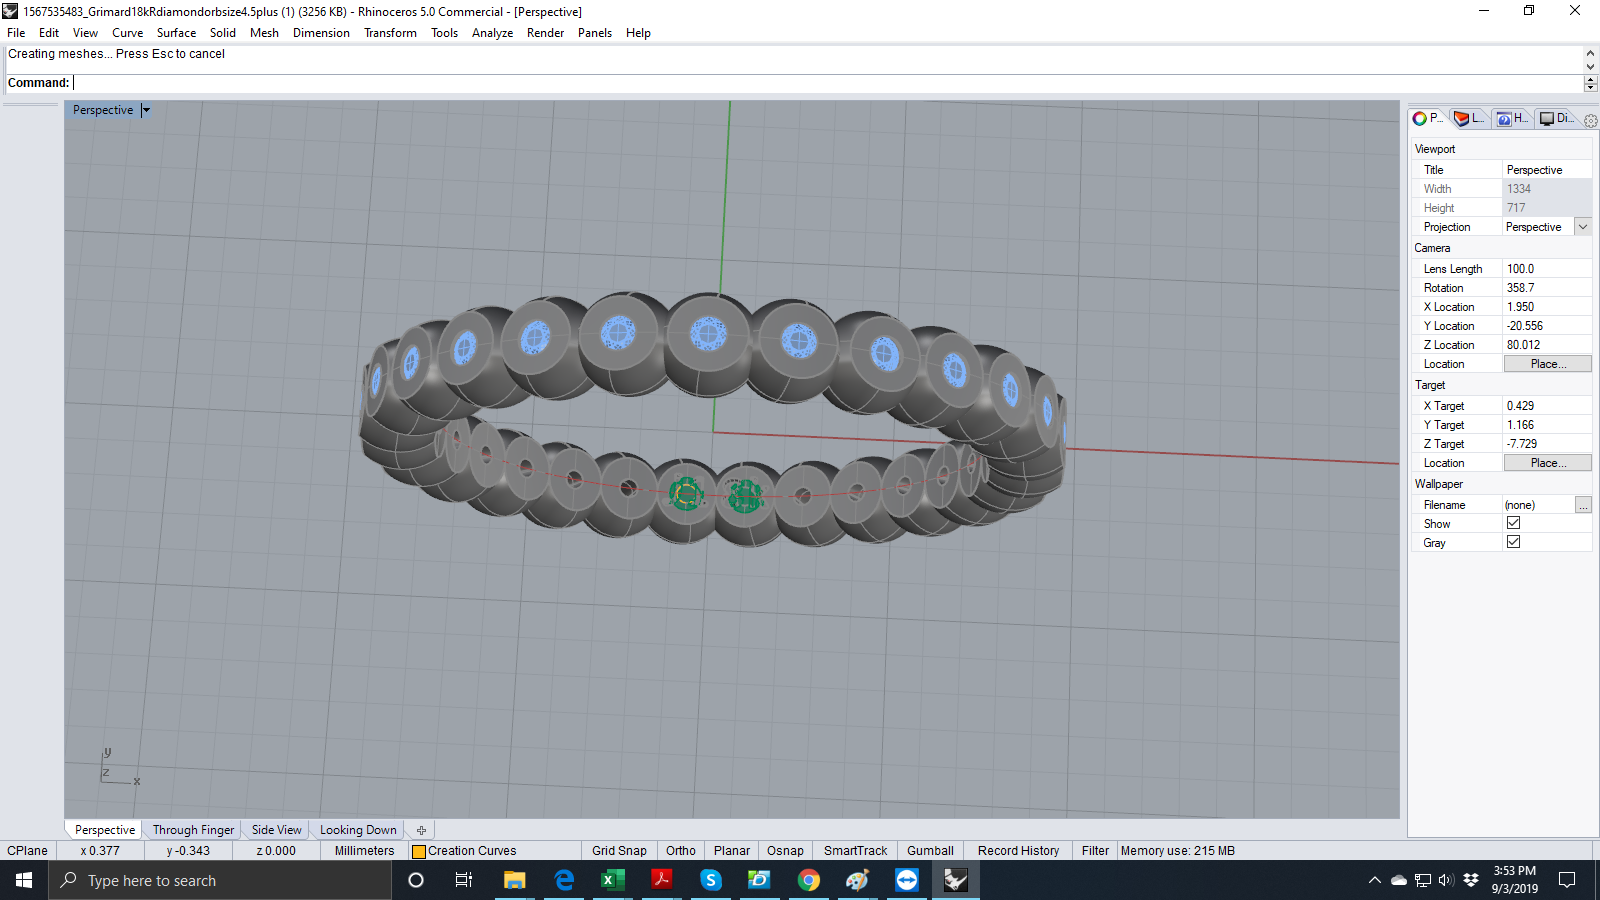 1567535483_Grimard18kRdiamondorbsize4.5plus (1) (3256 KB) - Rhinoceros 5.0 Commercial - [Perspective]
File Edit View Curve Surface Solid Mesh Dimension Transform Tools Analyze Render Panels Help
Creating meshes... Press Esc to cancel
Command:
Perspective
P... L... H... Di...
Viewport
Title Perspective
Width 1334
Height 717
Projection Perspective
Camera
Lens Length 100.0
Rotation 358.7
X Location 1.950
Y Location -20.556
Z Location 80.012
Location Place...
Target
X Target 0.429
Y Target 1.166
Z Target -7.729
Location Place...
Wallpaper
Filename (none) ...
Show
Gray
y
z
x
Perspective Through Finger Side View Looking Down
CPlane x 0.377 y -0.343 z 0.000 Millimeters Creation Curves Grid Snap Ortho Planar Osnap SmartTrack Gumball Record History Filter Memory use: 215 MB
Type here to search
3:53 PM
9/3/2019